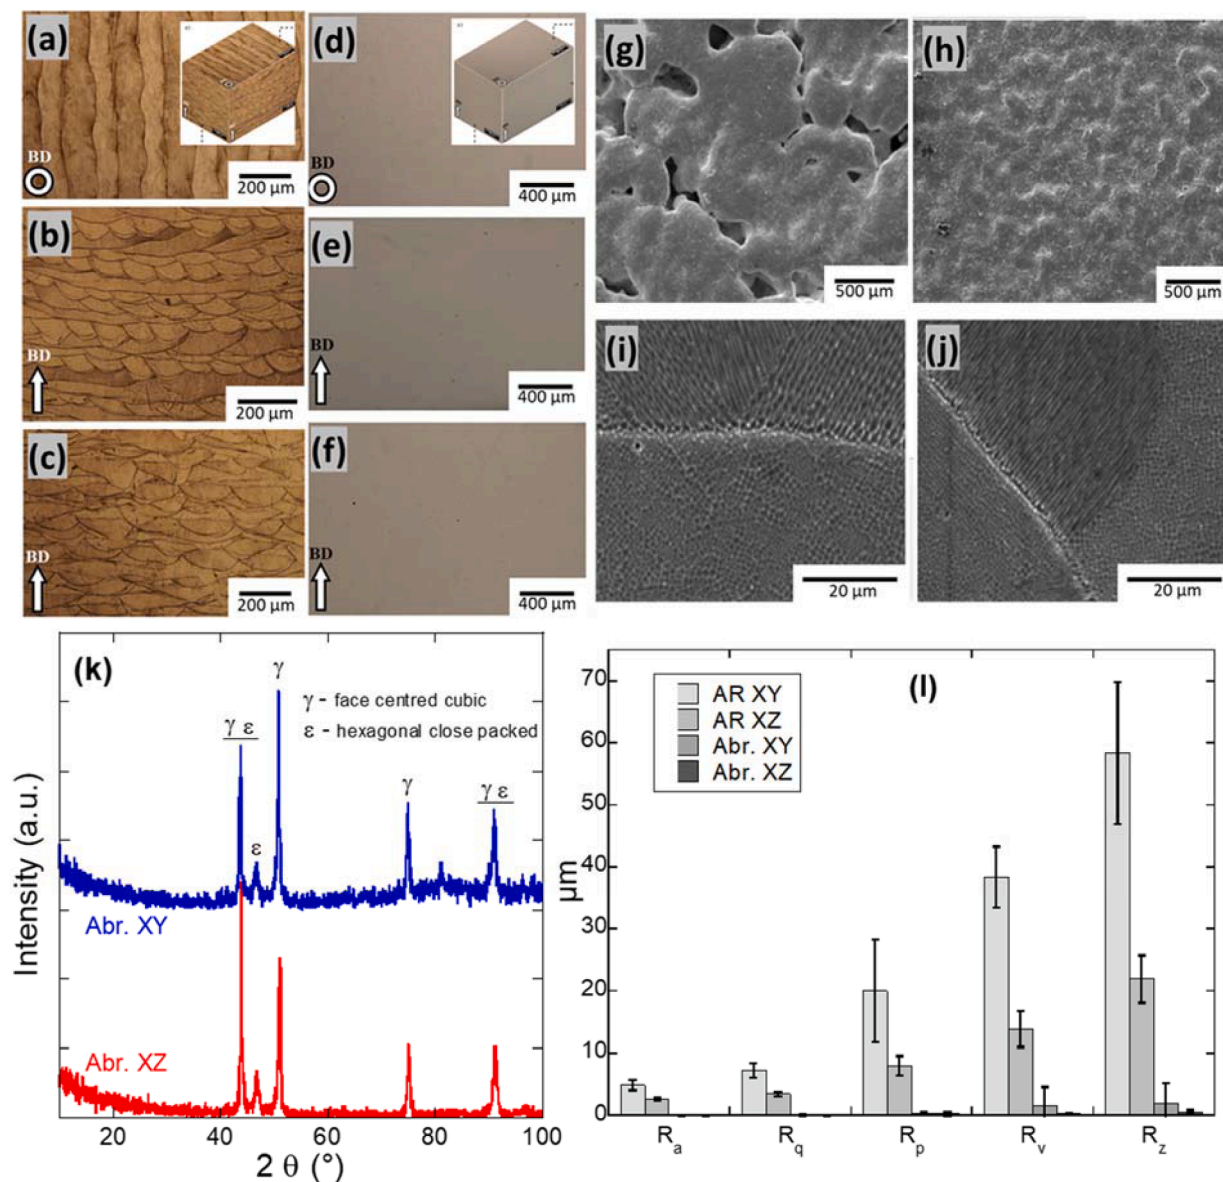 (a)
BD
200 µm
(d)
BD
400 µm
(g)
500 µm
(h)
500 µm
(b)
BD
200 µm
(e)
BD
400 µm
(c)
BD
200 µm
(f)
BD
400 µm
(i)
20 µm
(j)
20 µm
(k)
γ
γ - face centred cubic
ε - hexagonal close packed
γ ε
ε
γ
γ ε
Abr. XY
Abr. XZ
Intensity (a.u.)
20 40 60 80 100
2 θ (°)
(l)
AR XY
AR XZ
Abr. XY
Abr. XZ
70
60
50
40
30
20
10
0
µm
Ra Rq Rp Rv Rz